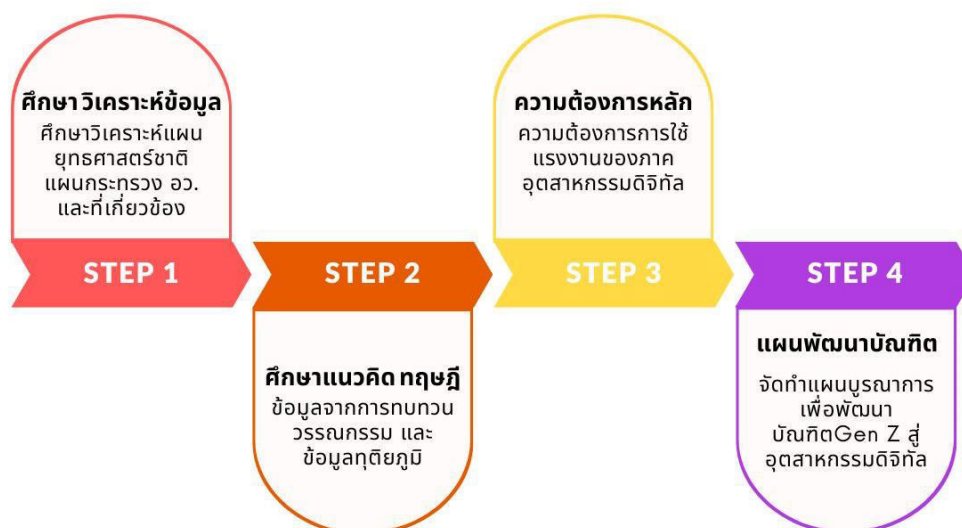 ศึกษา วิเคราะห์ข้อมูล
ศึกษาวิเคราะห์แผน
ยุทธศาสตร์ชาติ
แผนกระทรวง อว.
และที่เกี่ยวข้อง
STEP 1
STEP 2
ศึกษาแนวคิด ทฤษฎี
ข้อมูลจากการทบทวน
วรรณกรรม และ
ข้อมูลทุติยภูมิ
ความต้องการหลัก
ความต้องการการใช้
แรงงานของภาค
อุตสาหกรรมดิจิทัล
STEP 3
STEP 4
แผนพัฒนาบัณฑิต
จัดทำแผนบูรณาการ
เพื่อพัฒนา
บัณฑิตGen Z สู่
อุตสาหกรรมดิจิทัล